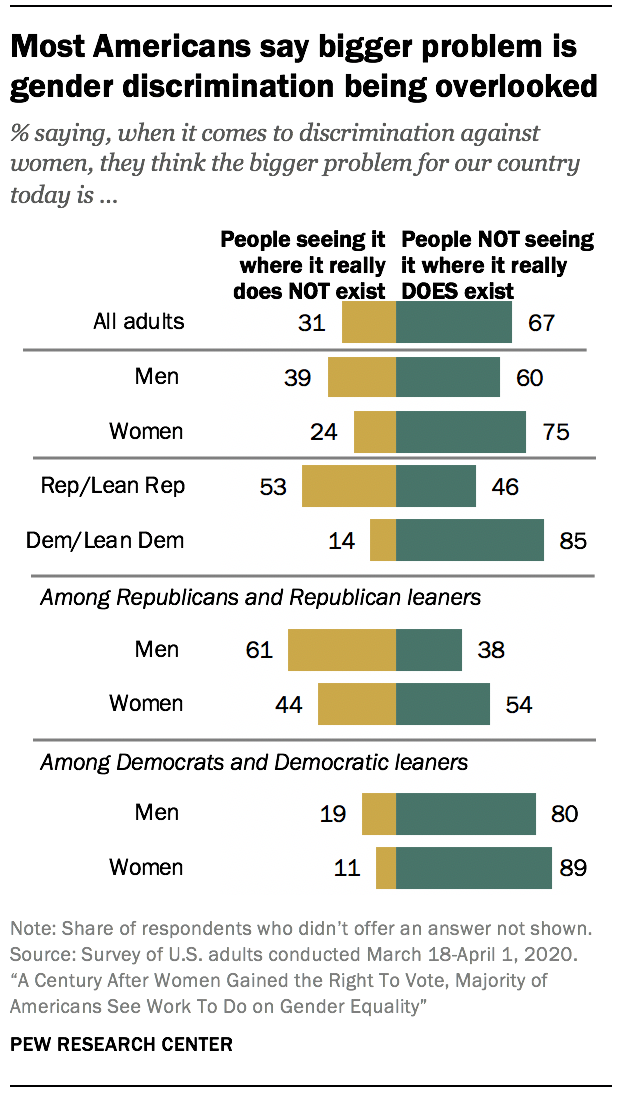 Most Americans say bigger problem is
gender discrimination being overlooked
% saying, when it comes to discrimination against
women, they think the bigger problem for our country
today is ...
People seeing it
where it really
does NOT exist
People NOT seeing
it where it really
DOES exist
All adults 31 67
Men 39 60
Women 24 75
Rep/Lean Rep 53 46
Dem/Lean Dem 14 85
Among Republicans and Republican leaners
Men 61 38
Women 44 54
Among Democrats and Democratic leaners
Men 19 80
Women 11 89
Note: Share of respondents who didn’t offer an answer not shown.
Source: Survey of U.S. adults conducted March 18-April 1, 2020.
“A Century After Women Gained the Right To Vote, Majority of
Americans See Work To Do on Gender Equality”
PEW RESEARCH CENTER